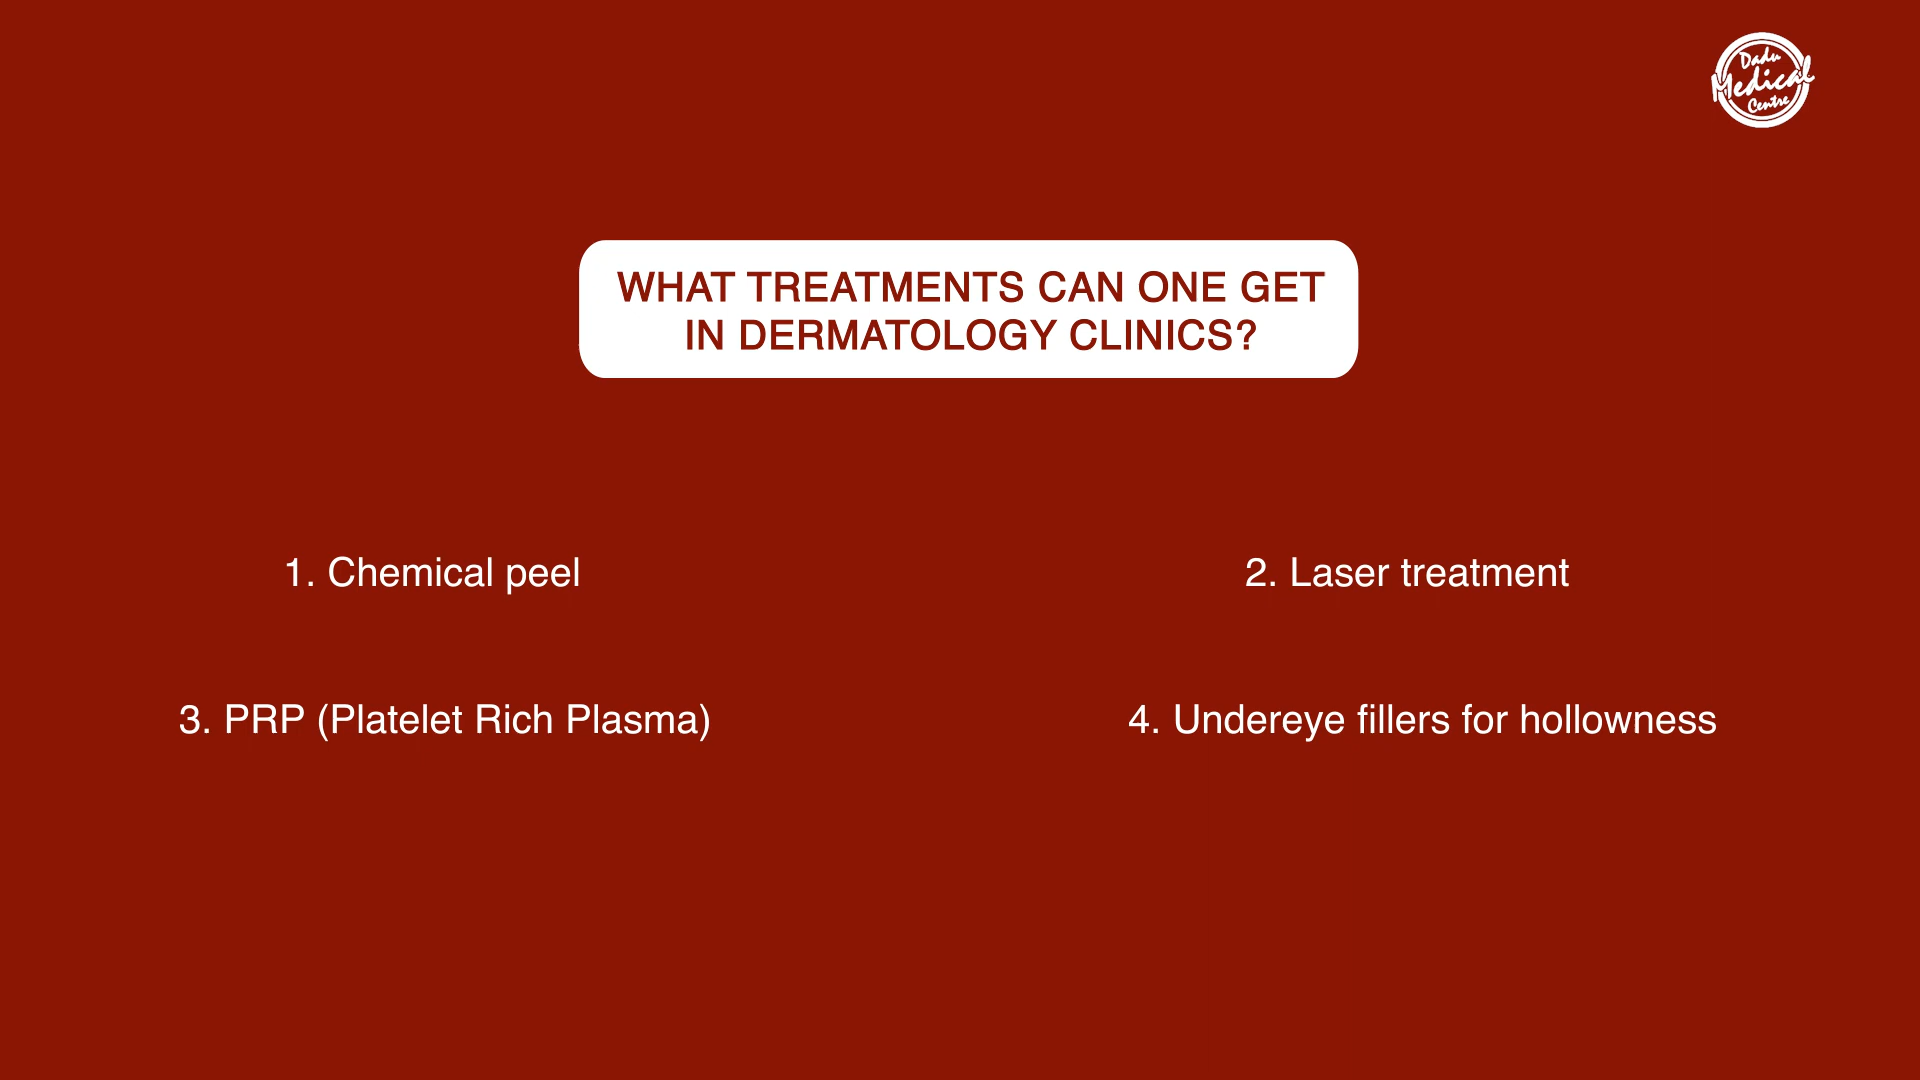 Dadu
Medical
Centre
WHAT TREATMENTS CAN ONE GET
IN DERMATOLOGY CLINICS?
1. Chemical peel
2. Laser treatment
3. PRP (Platelet Rich Plasma)
4. Undereye fillers for hollowness